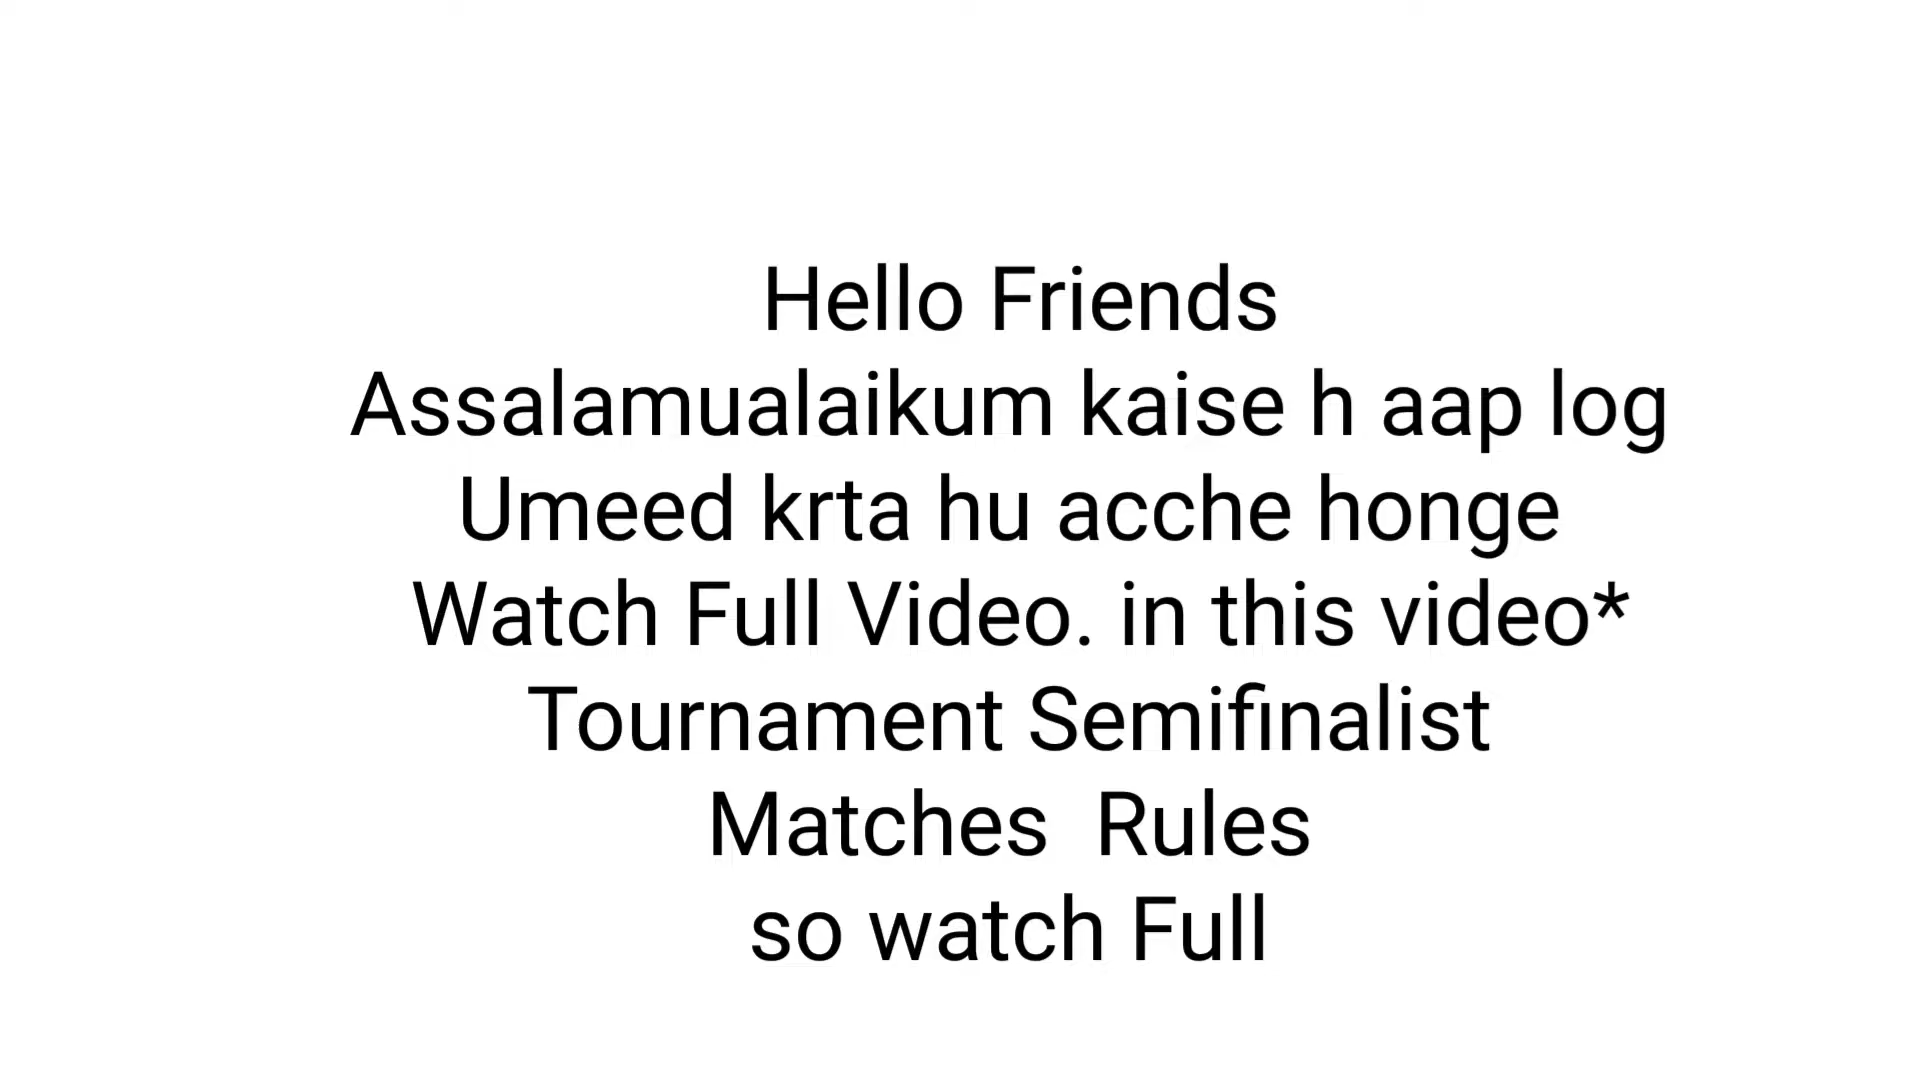 Hello Friends
Assalamualaikum kaise h aap log
Umeed krta hu acche honge
Watch Full Video. in this video*
Tournament Semifinalist
Matches  Rules
so watch Full